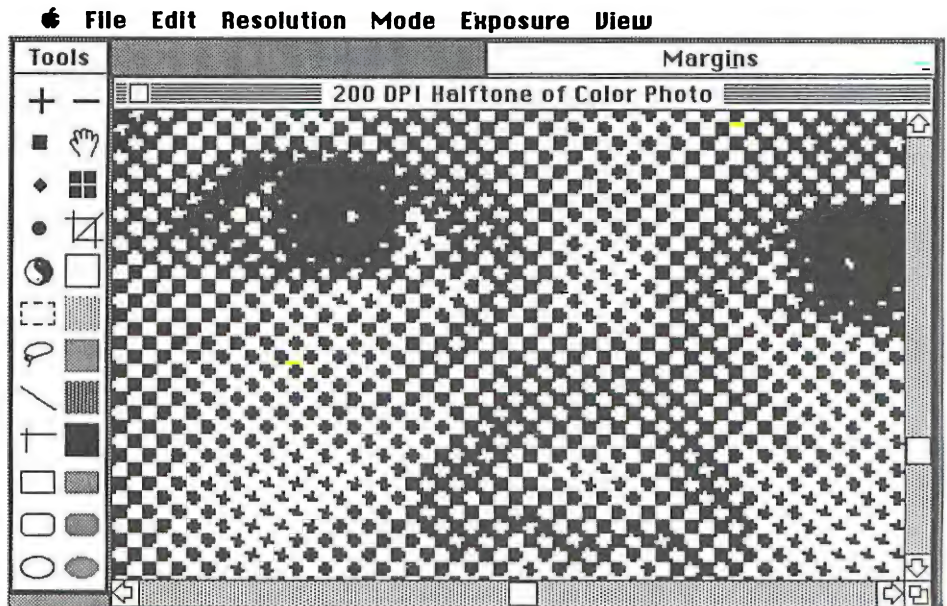 File Edit Resolution Mode Exposure View
Tools
Margins
200 DPI Halftone of Color Photo